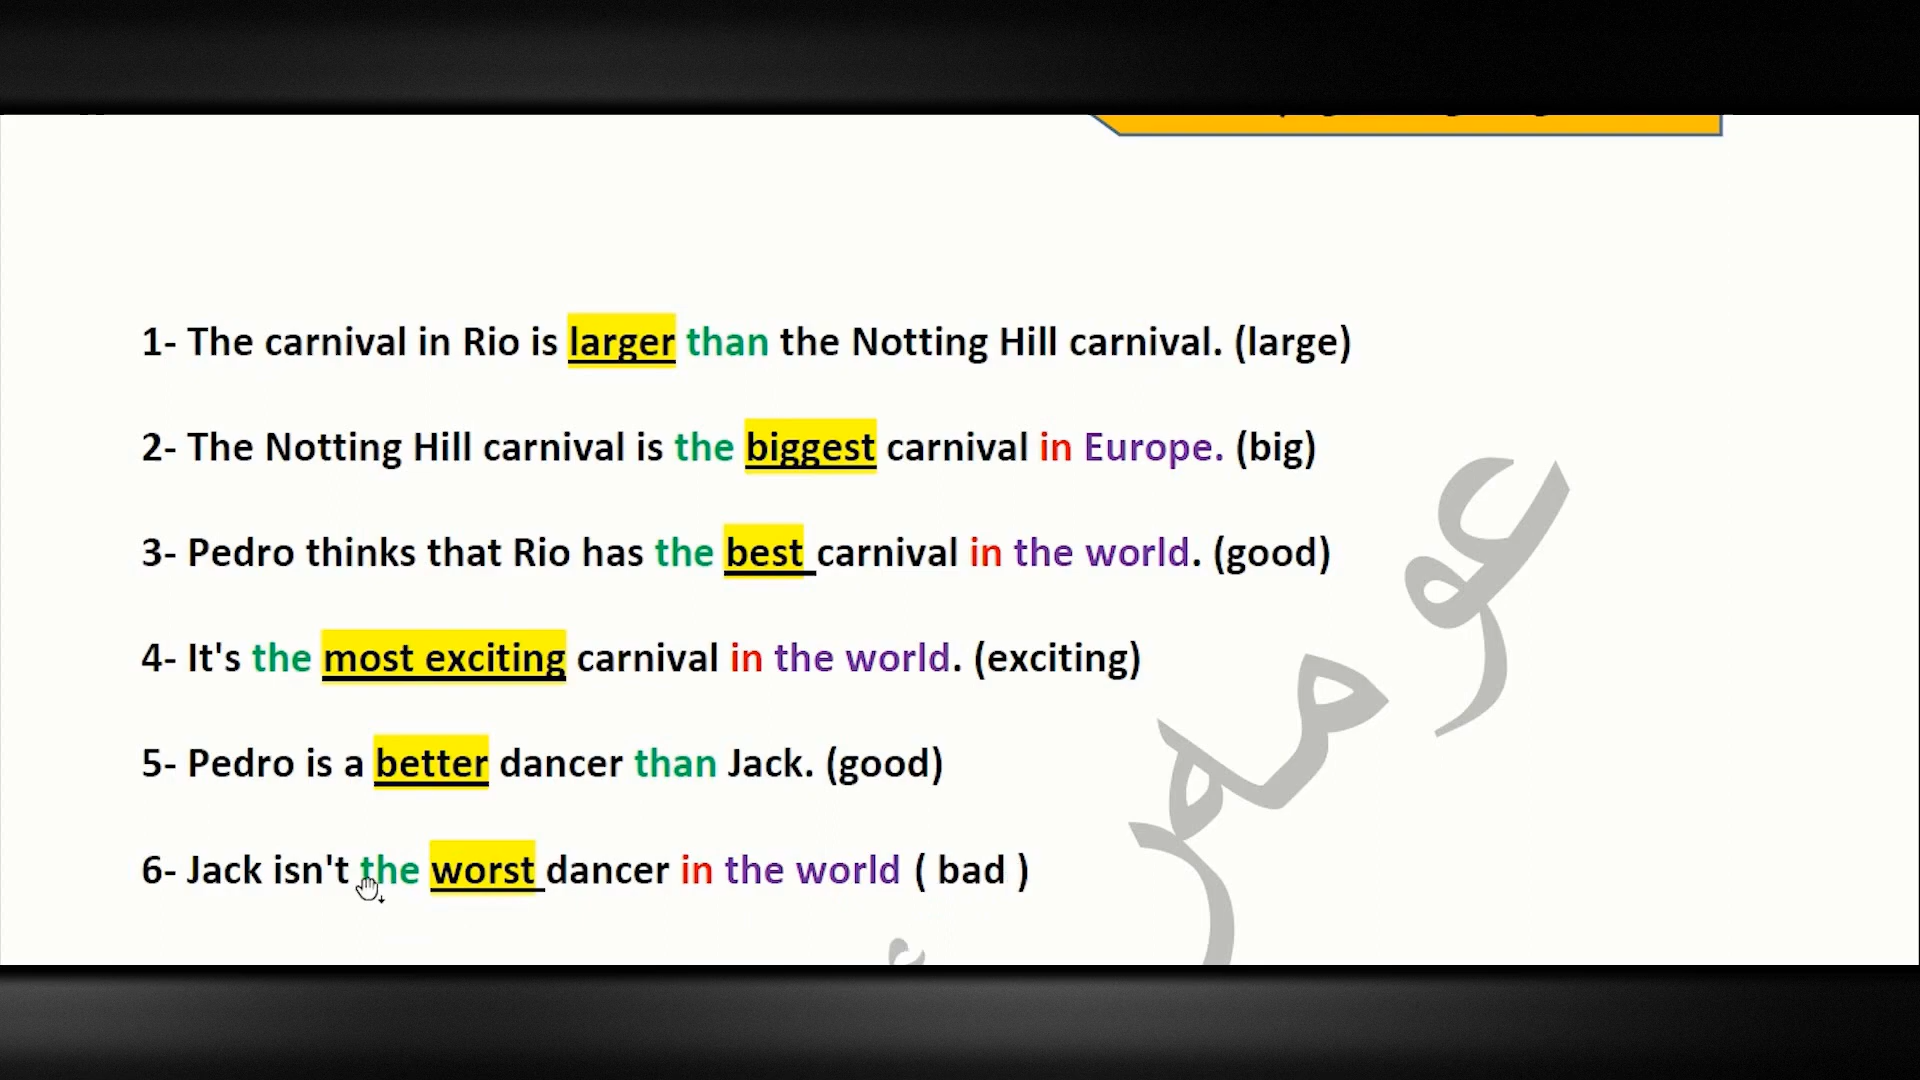 1- The carnival in Rio is larger than the Notting Hill carnival. (large)
2- The Notting Hill carnival is the biggest carnival in Europe. (big)
3- Pedro thinks that Rio has the best carnival in the world. (good)
4- It's the most exciting carnival in the world. (exciting)
5- Pedro is a better dancer than Jack. (good)
6- Jack isn't the worst dancer in the world ( bad )